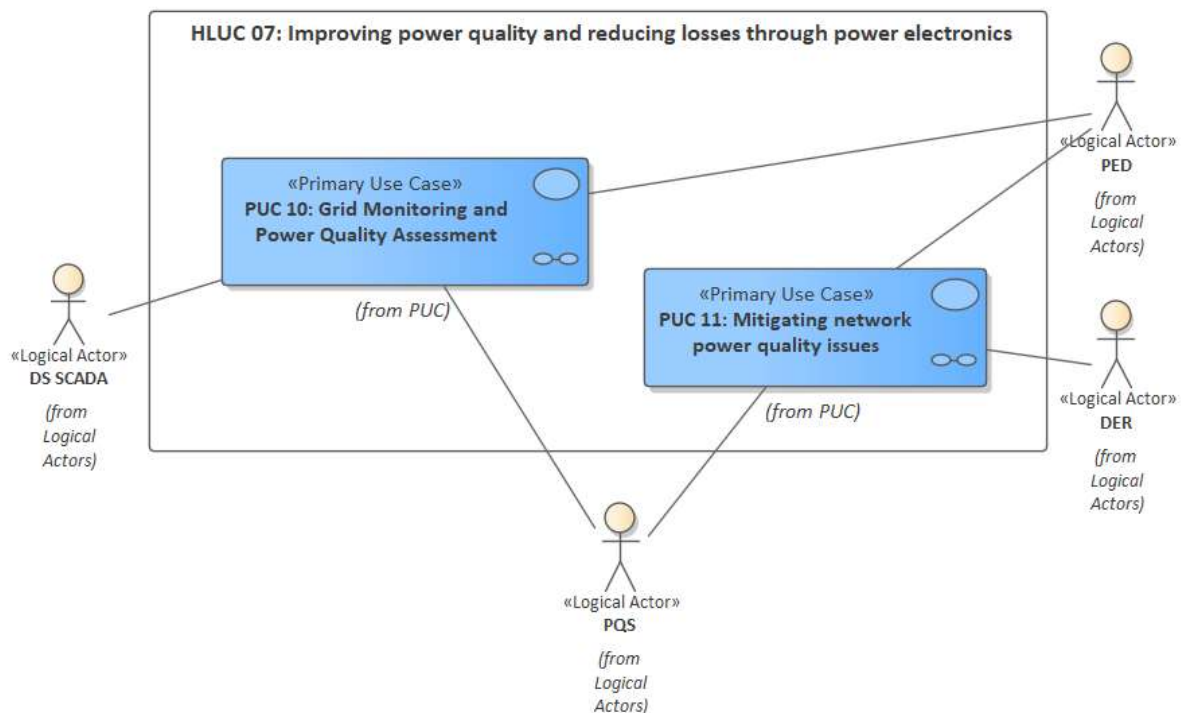 HLUC 07: Improving power quality and reducing losses through power electronics
«Primary Use Case»
PUC 10: Grid Monitoring and
Power Quality Assessment
(from PUC)
«Primary Use Case»
PUC 11: Mitigating network
power quality issues
(from PUC)
«Logical Actor»
DS SCADA
(from
Logical
Actors)
«Logical Actor»
PED
(from
Logical
Actors)
«Logical Actor»
DER
(from
Logical
Actors)
«Logical Actor»
PQS
(from
Logical
Actors)